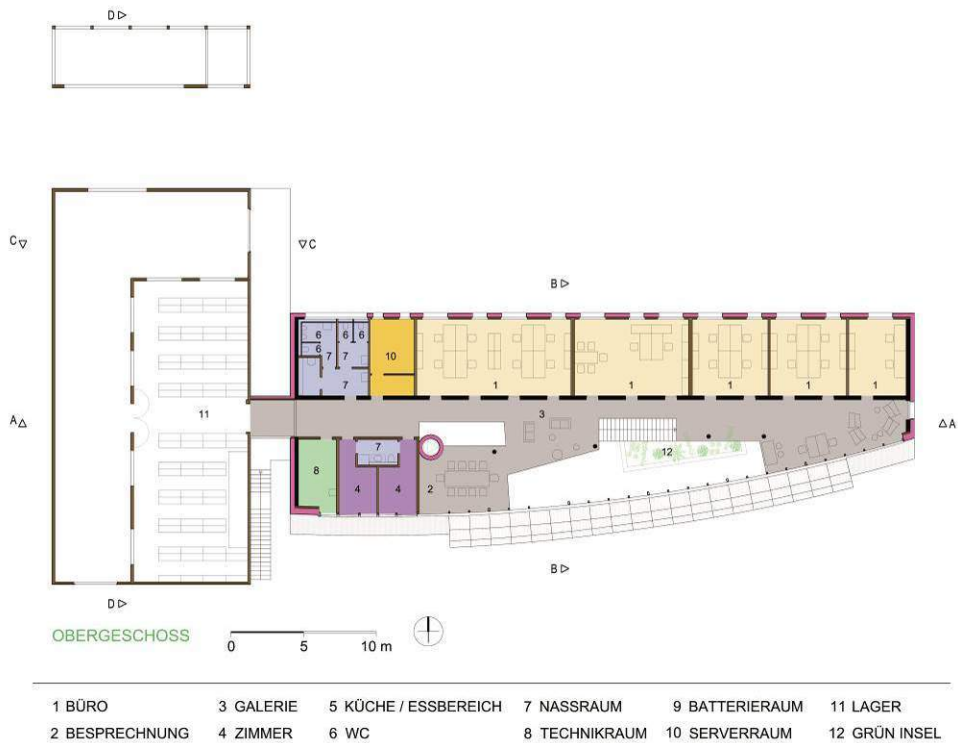 D
C
C
B
6
6
6
6
7
7
7
10
1
1
1
1
1
A
11
3
A
7
12
8
4
4
2
B
D
OBERGESCHOSS
0 5 10 m
1 BÜRO 3 GALERIE 5 KÜCHE / ESSBEREICH 7 NASSRAUM 9 BATTERIERAUM 11 LAGER
2 BESPRECHNUNG 4 ZIMMER 6 WC 8 TECHNIKRAUM 10 SERVERRAUM 12 GRÜN INSEL